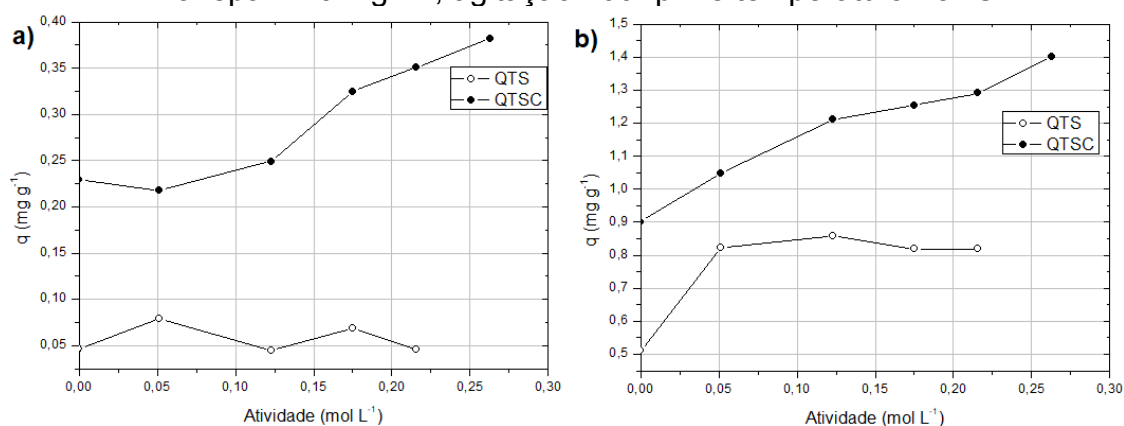 agitação rpm e temperatura
a)
0,40
0,35
0,30
0,25
0,20
0,15
0,10
0,05
q (mg g⁻¹)
QTS
QTSC
0,00 0,05 0,10 0,15 0,20 0,25 0,30
Atividade (mol L⁻¹)
b)
1,5
1,4
1,3
1,2
1,1
1,0
0,9
0,8
0,7
0,6
0,5
q (mg g⁻¹)
QTS
QTSC
0,00 0,05 0,10 0,15 0,20 0,25 0,30
Atividade (mol L⁻¹)